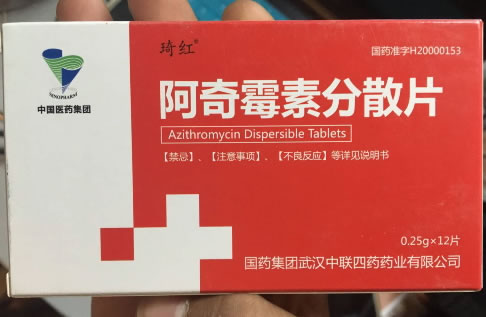 琦红®
国药准字H20000153
SINOPHARM
中国医药集团
阿奇霉素分散片
Azithromycin Dispersible Tablets
【禁忌】、【注意事项】、【不良反应】等详见说明书
0.25g×12片
国药集团武汉中联四药药业有限公司